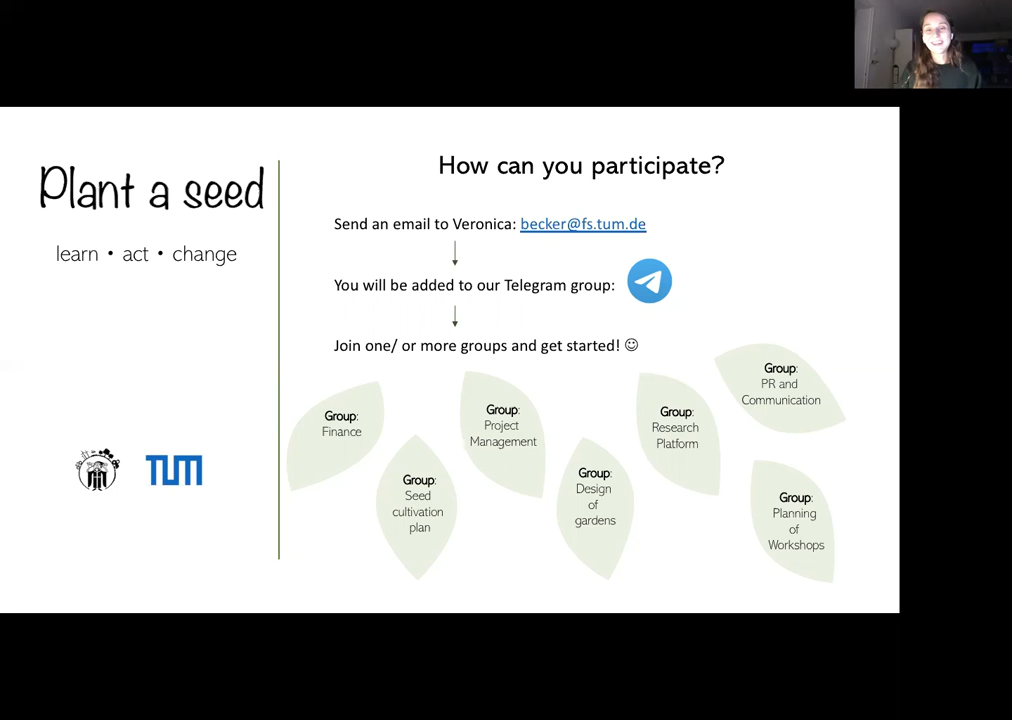 Plant a seed
learn • act • change
TUM
How can you participate?
Send an email to Veronica: becker@fs.tum.de
You will be added to our Telegram group:
Join one/ or more groups and get started! ☺
Group:
Finance
Group:
Seed
cultivation
plan
Group:
Project
Management
Group:
Design
of
gardens
Group:
Research
Platform
Group:
PR and
Communication
Group:
Planning
of
Workshops